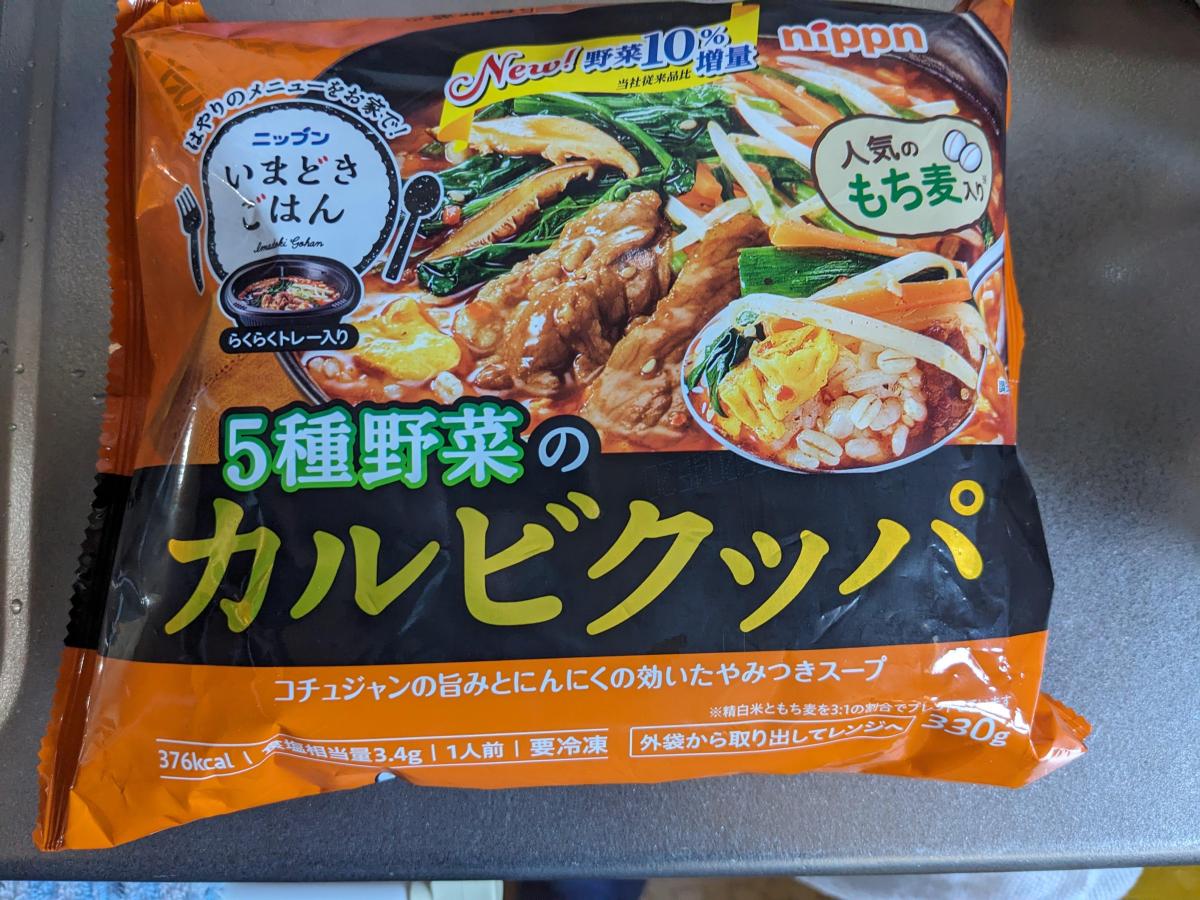 New! 野菜10%増量
当社従来品比
nippn
はやりのメニューをお家で!
ニップン
いまどき
ごはん
Imadoki Gohan
らくらくトレー入り
人気の
もち麦入り※
5種野菜の
カルビクッパ
コチュジャンの旨みとにんにくの効いたやみつきスープ
※精白米ともち麦を3:1の割合でブレンド
376kcal | 食塩相当量3.4g | 1人前 | 要冷凍
外袋から取り出してレンジへ
330g